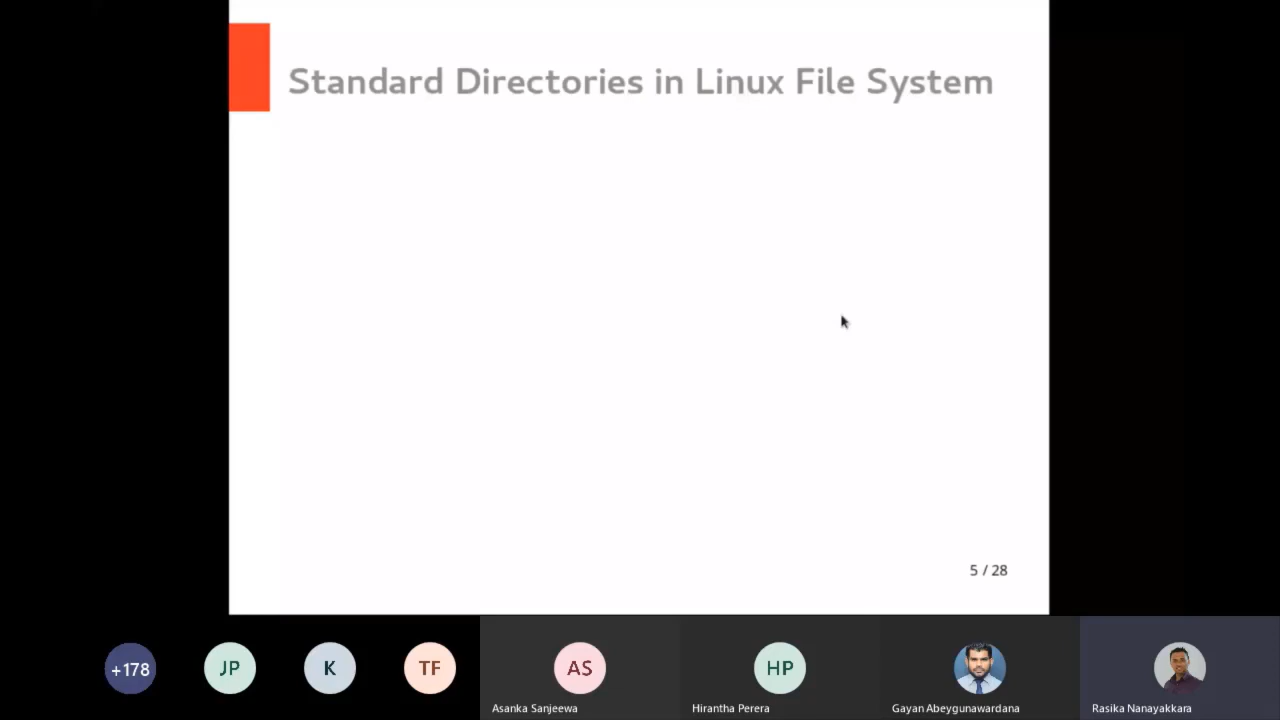 Standard Directories in Linux File System
5 / 28
+178
JP
K
TF
AS
HP
Asanka Sanjeewa
Hirantha Perera
Gayan Abeygunawardana
Rasika Nanayakkara